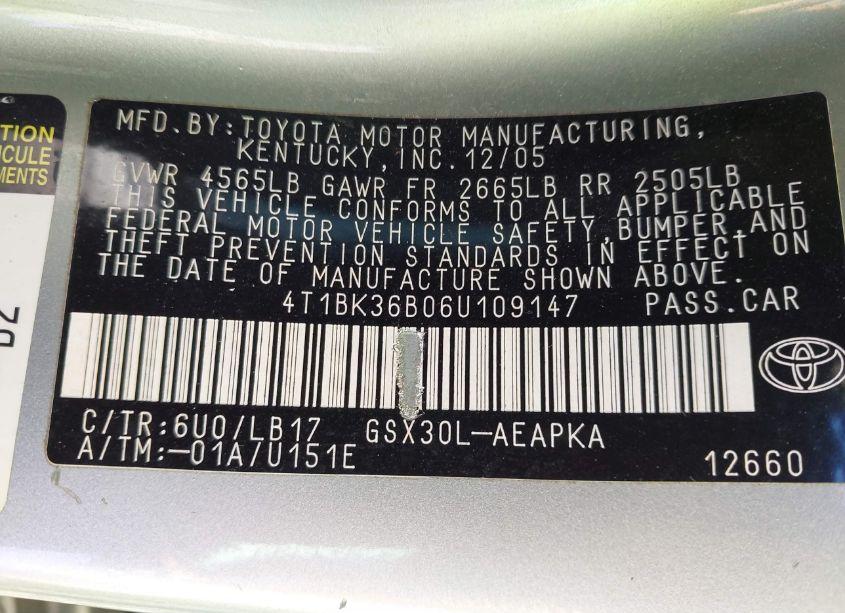 TION
ICULE
MENTS
MFD.BY:TOYOTA MOTOR MANUFACTURING,
KENTUCKY,INC.12/05
GVWR 4565LB GAWR FR 2665LB RR 2505LB
THIS VEHICLE CONFORMS TO ALL APPLICABLE
FEDERAL MOTOR VEHICLE SAFETY,BUMPER,AND
THEFT PREVENTION STANDARDS IN EFFECT ON
THE DATE OF MANUFACTURE SHOWN ABOVE.
4T1BK36B06U109147 PASS.CAR
C/TR:6U0/LB17 GSX30L-AEAPKA
A/TM:-01A/U151E 12660